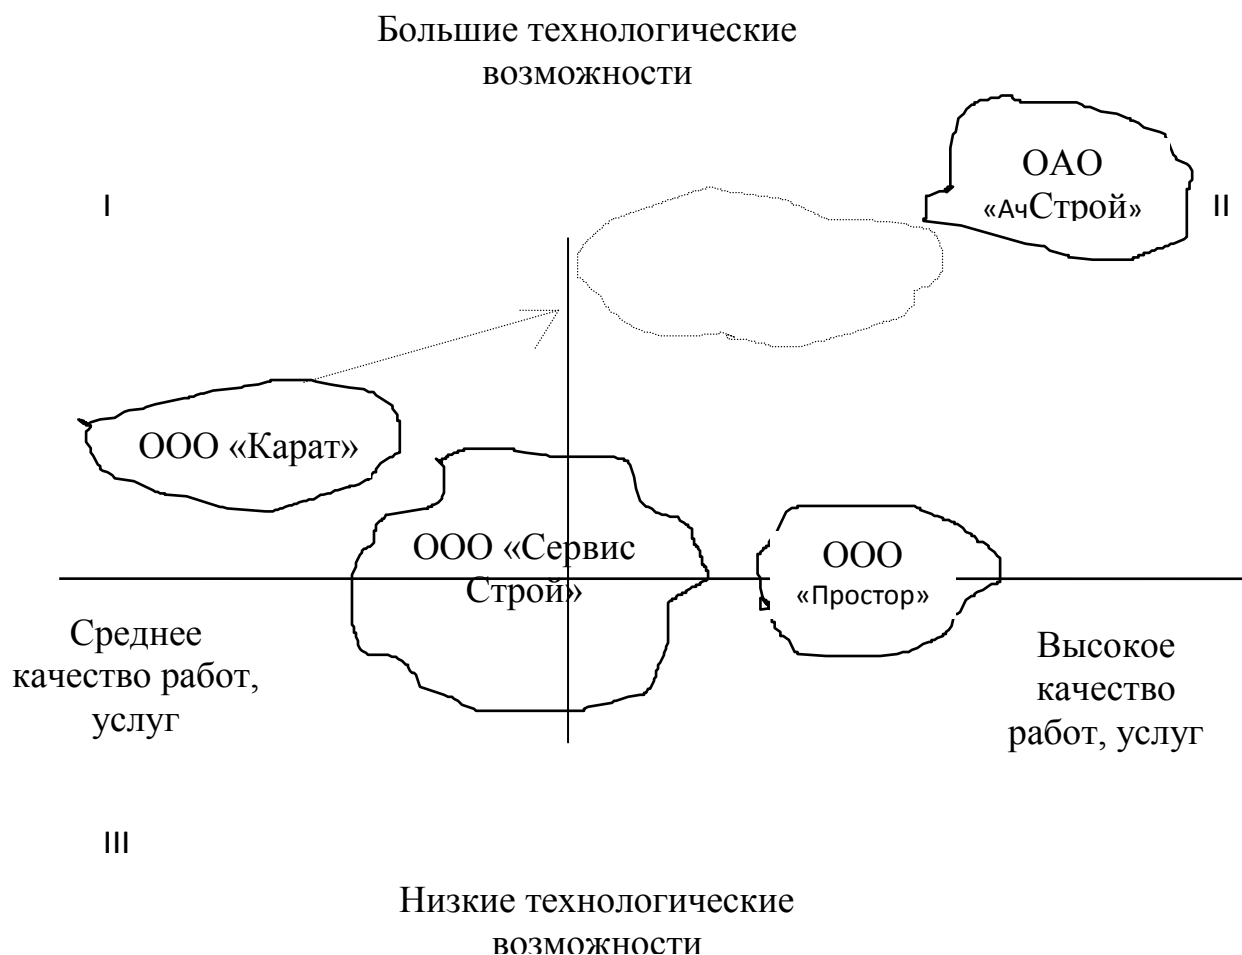 Большие технологические
возможности
ОАО
«АчСтрой»
I
II
ООО «Карат»
ООО «Сервис
Строй»
ООО
«Простор»
Среднее
качество работ,
услуг
Высокое
качество
работ, услуг
III
Низкие технологические
возможности